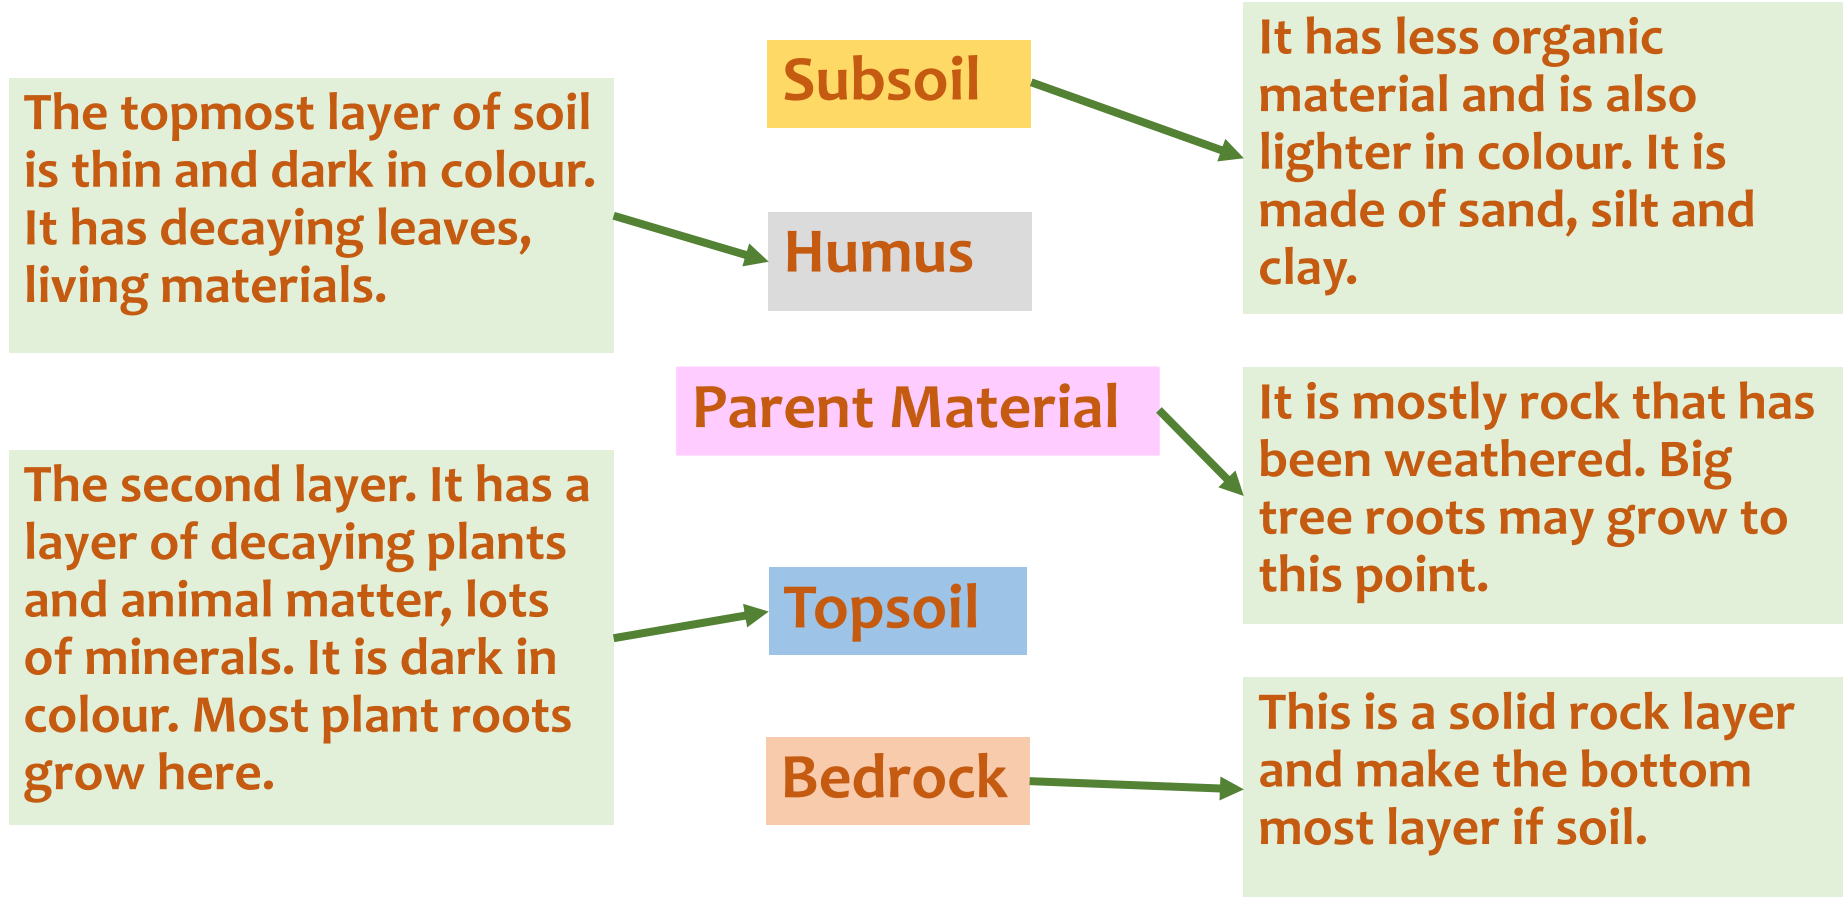 The topmost layer of soil
is thin and dark in colour.
It has decaying leaves,
living materials.
The second layer. It has a
layer of decaying plants
and animal matter, lots
of minerals. It is dark in
colour. Most plant roots
grow here.
Subsoil
Humus
Parent Material
Topsoil
Bedrock
It has less organic
material and is also
lighter in colour. It is
made of sand, silt and
clay.
It is mostly rock that has
been weathered. Big
tree roots may grow to
this point.
This is a solid rock layer
and make the bottom
most layer if soil.